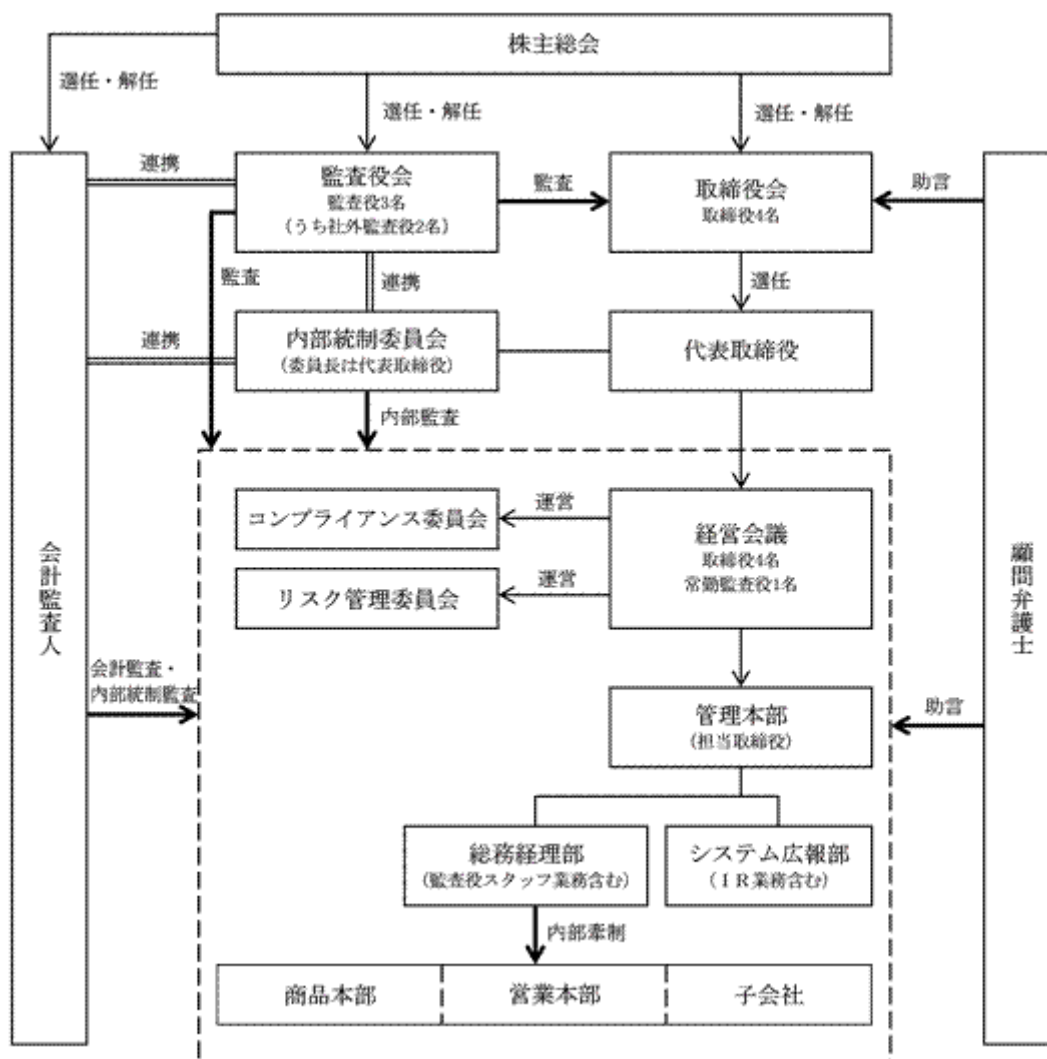 株主総会
選任・解任
選任・解任
選任・解任
連携
監査役会
監査役3名
(うち社外監査役2名)
監査
取締役会
取締役4名
助言
監査
連携
選任
連携
内部統制委員会
(委員長は代表取締役)
代表取締役
内部監査
コンプライアンス委員会
運営
経営会議
取締役4名
常勤監査役1名
リスク管理委員会
運営
会計監査人
顧問弁護士
会計監査・
内部統制監査
管理本部
(担当取締役)
助言
総務経理部
(監査役スタッフ業務含む)
システム広報部
(IR業務含む)
内部牽制
商品本部
営業本部
子会社